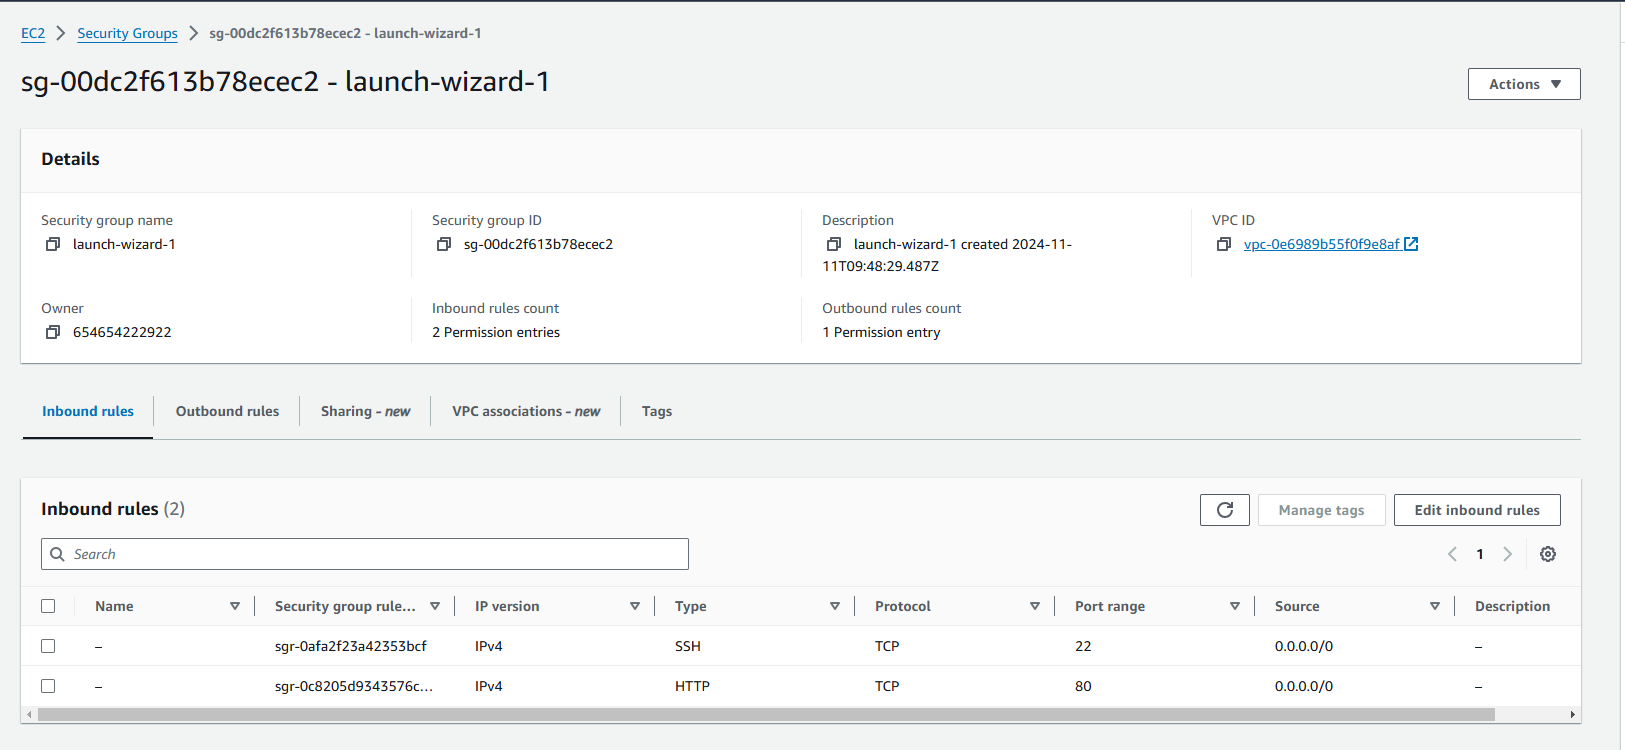 EC2 Security Groups sg-00dc2f613b78ecec2 - launch-wizard-1
sg-00dc2f613b78ecec2 - launch-wizard-1
Actions
Details
Security group name Security group ID Description VPC ID
launch-wizard-1 sg-00dc2f613b78ecec2 launch-wizard-1 created 2024-11- vpc-0e6989b55f0f9e8af
11T09:48:29.487Z
Owner Inbound rules count Outbound rules count
654654222922 2 Permission entries 1 Permission entry
Inbound rules Outbound rules Sharing - new VPC associations - new Tags
Inbound rules (2) Manage tags Edit inbound rules
Search 1
Name Security group rule... IP version Type Protocol Port range Source Description
– sgr-0afa2f23a42353bcf IPv4 SSH TCP 22 0.0.0.0/0 –
– sgr-0c8205d9343576c... IPv4 HTTP TCP 80 0.0.0.0/0 –